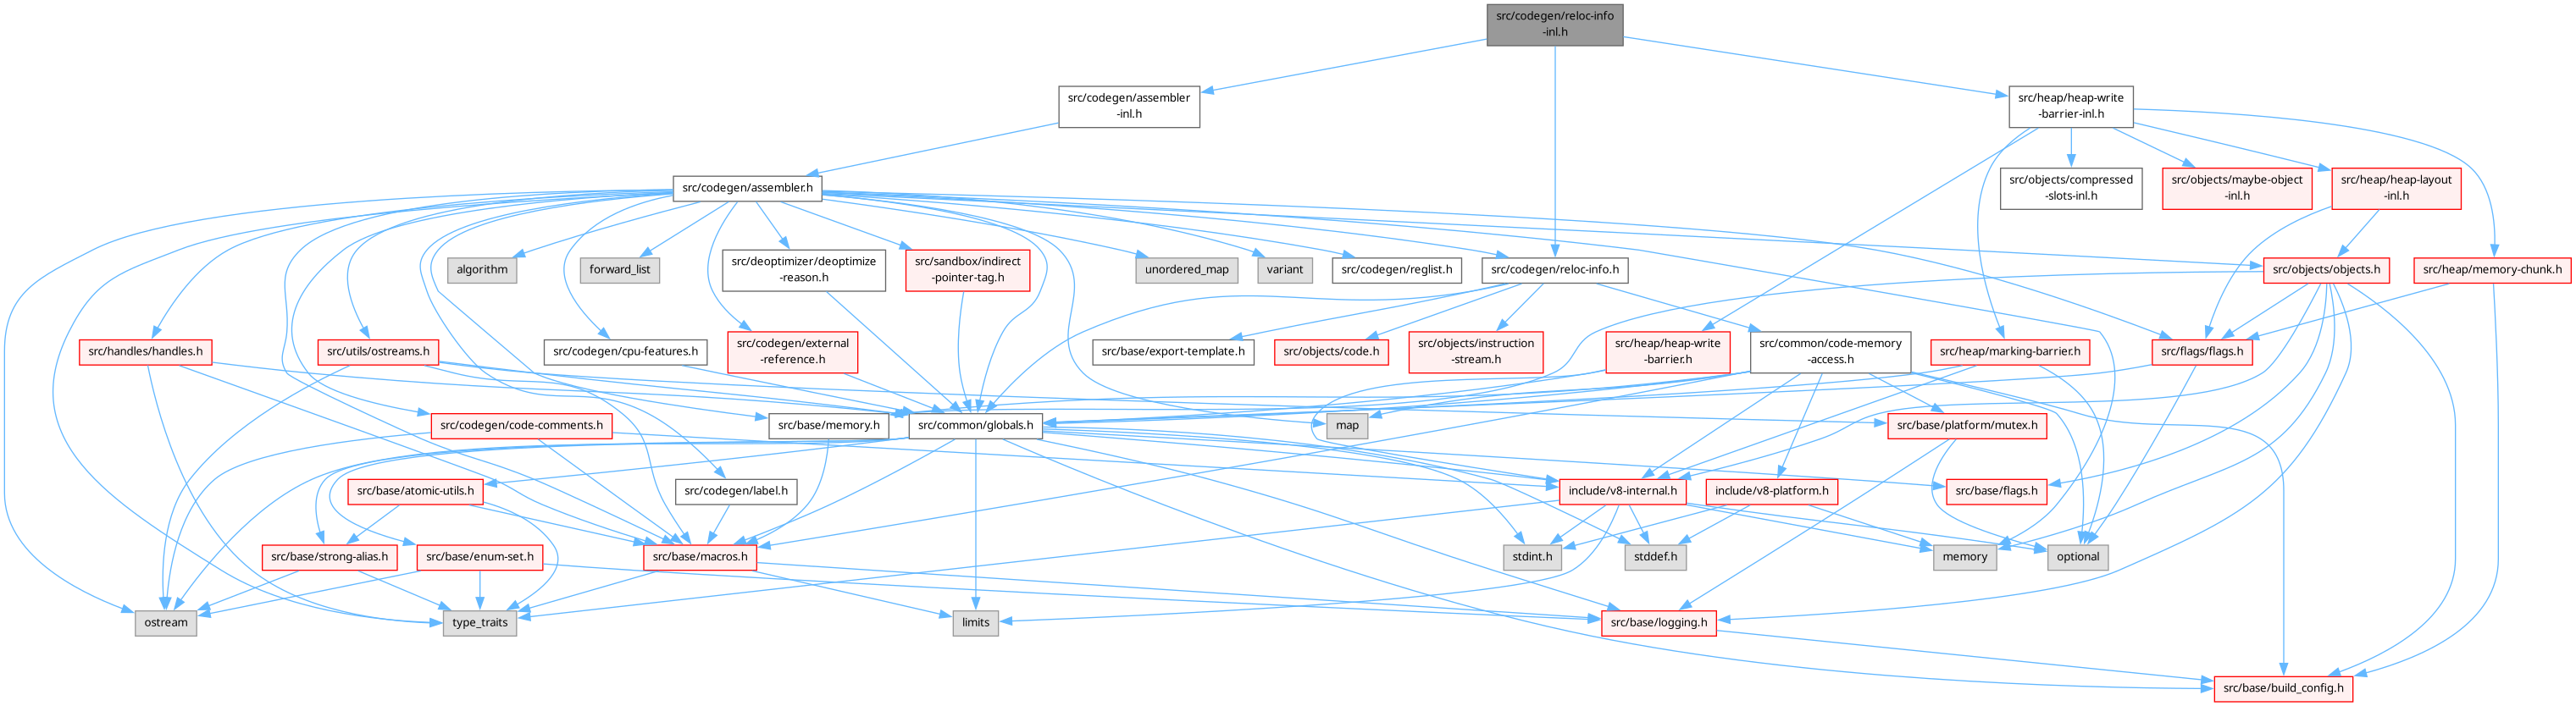 src/codegen/reloc-info
-inl.h
src/codegen/assembler
-inl.h
src/heap/heap-write
-barrier-inl.h
src/codegen/assembler.h
src/objects/compressed
-slots-inl.h
src/objects/maybe-object
-inl.h
src/heap/heap-layout
-inl.h
algorithm
forward_list
src/deoptimizer/deoptimize
-reason.h
src/sandbox/indirect
-pointer-tag.h
unordered_map
variant
src/codegen/reglist.h
src/codegen/reloc-info.h
src/objects/objects.h
src/heap/memory-chunk.h
src/handles/handles.h
src/utils/ostreams.h
src/codegen/cpu-features.h
src/codegen/external
-reference.h
src/base/export-template.h
src/objects/code.h
src/objects/instruction
-stream.h
src/heap/heap-write
-barrier.h
src/common/code-memory
-access.h
src/heap/marking-barrier.h
src/flags/flags.h
src/codegen/code-comments.h
src/base/memory.h
src/common/globals.h
map
src/base/platform/mutex.h
src/base/atomic-utils.h
src/codegen/label.h
include/v8-internal.h
include/v8-platform.h
src/base/flags.h
src/base/strong-alias.h
src/base/enum-set.h
src/base/macros.h
stdint.h
stddef.h
memory
optional
ostream
type_traits
limits
src/base/logging.h
src/base/build_config.h